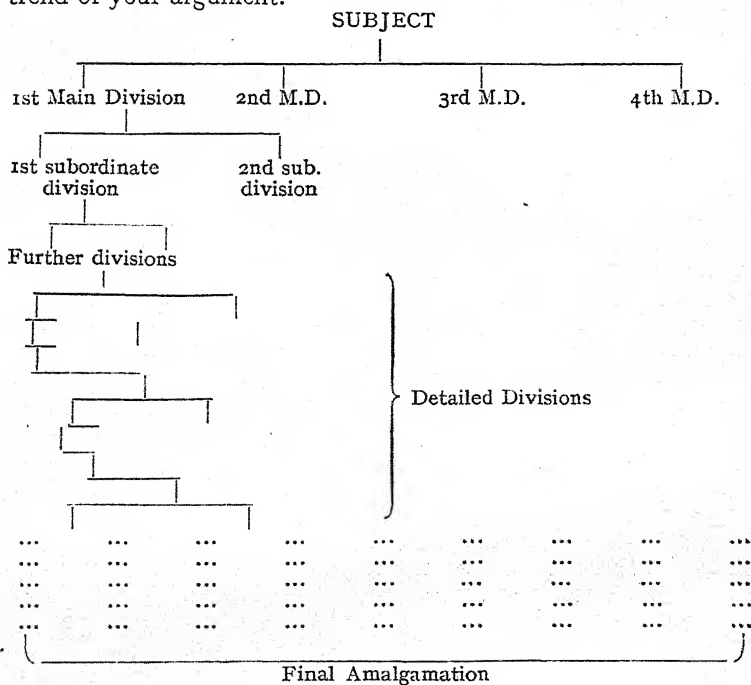 trend of your argument.
SUBJECT
1st Main Division 2nd M.D. 3rd M.D. 4th M.D.
1st subordinate division 2nd sub. division
Further divisions
Detailed Divisions
... ... ... ... ... ... ... ... ...
... ... ... ... ... ... ... ... ...
... ... ... ... ... ... ... ... ...
... ... ... ... ... ... ... ... ...
... ... ... ... ... ... ... ... ...
Final Amalgamation